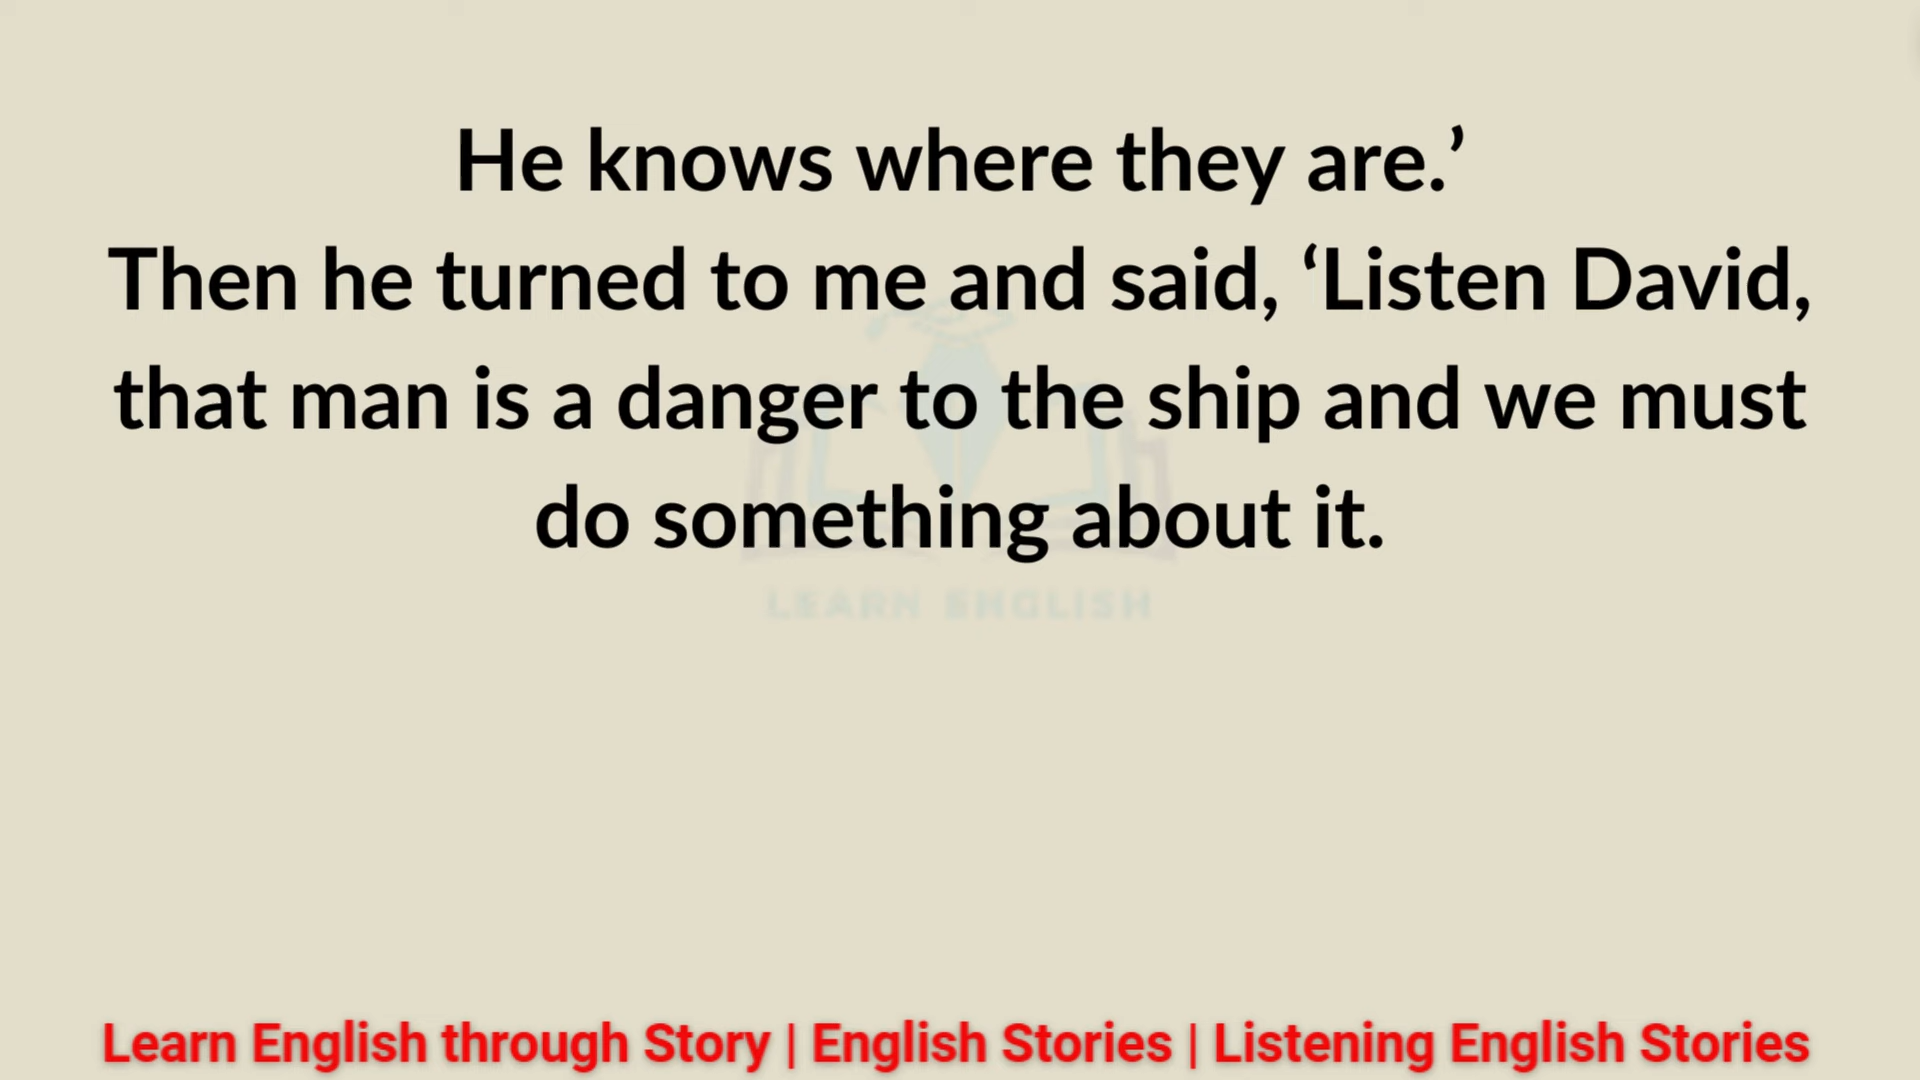 He knows where they are.’
Then he turned to me and said, ‘Listen David,
that man is a danger to the ship and we must
do something about it.
LEARN ENGLISH
Learn English through Story | English Stories | Listening English Stories